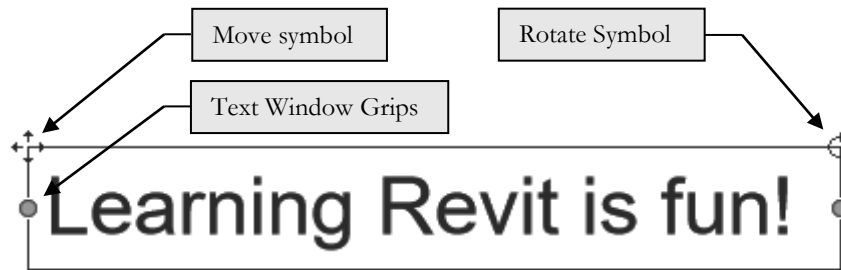 Move symbol
Rotate Symbol
Text Window Grips
Learning Revit is fun!